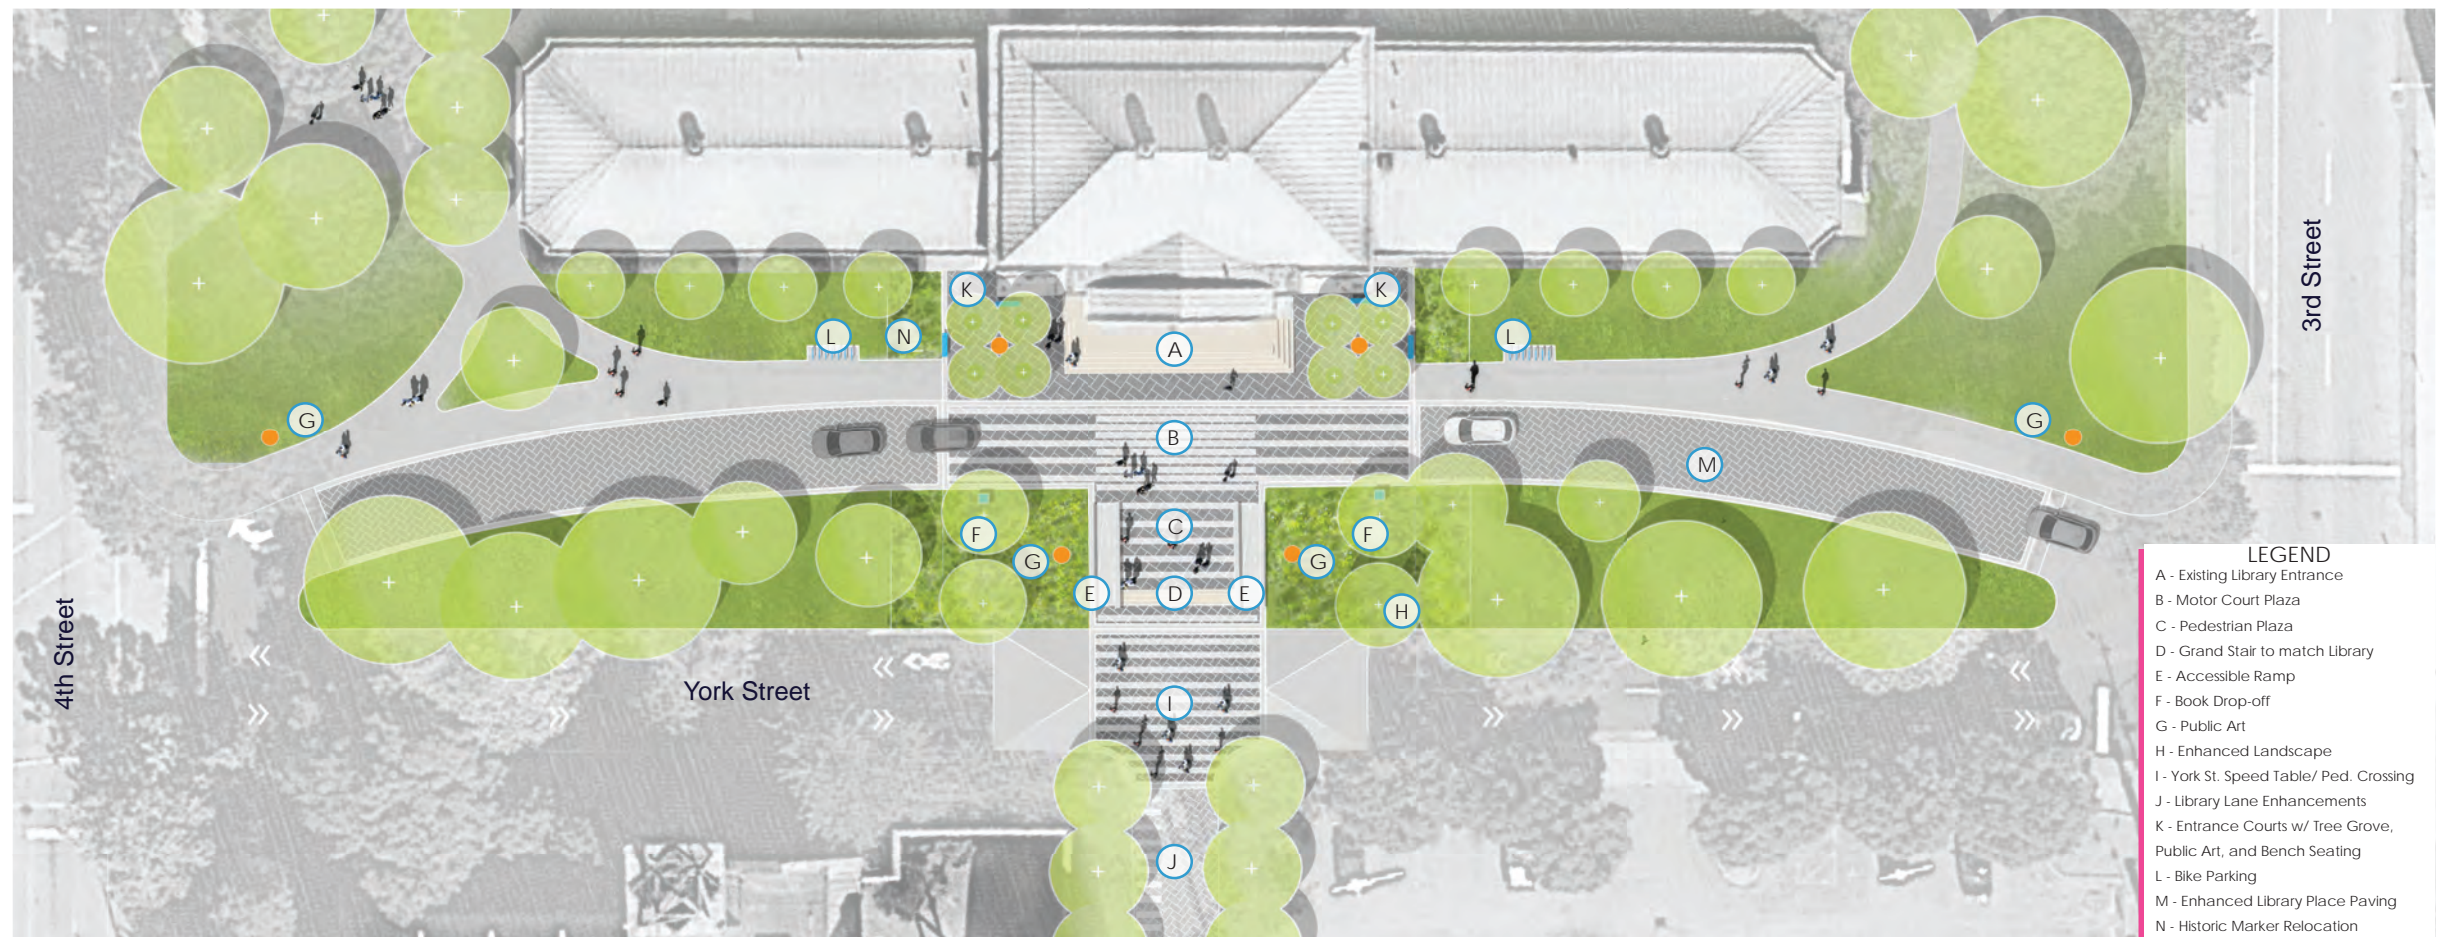 K
K
L
N
A
L
3rd Street
G
G
B
M
F
C
F
G
G
E
D
E
H
4th Street
York Street
I
J
LEGEND
A - Existing Library Entrance
B - Motor Court Plaza
C - Pedestrian Plaza
D - Grand Stair to match Library
E - Accessible Ramp
F - Book Drop-off
G - Public Art
H - Enhanced Landscape
I - York St. Speed Table/ Ped. Crossing
J - Library Lane Enhancements
K - Entrance Courts w/ Tree Grove,
Public Art, and Bench Seating
L - Bike Parking
M - Enhanced Library Place Paving
N - Historic Marker Relocation